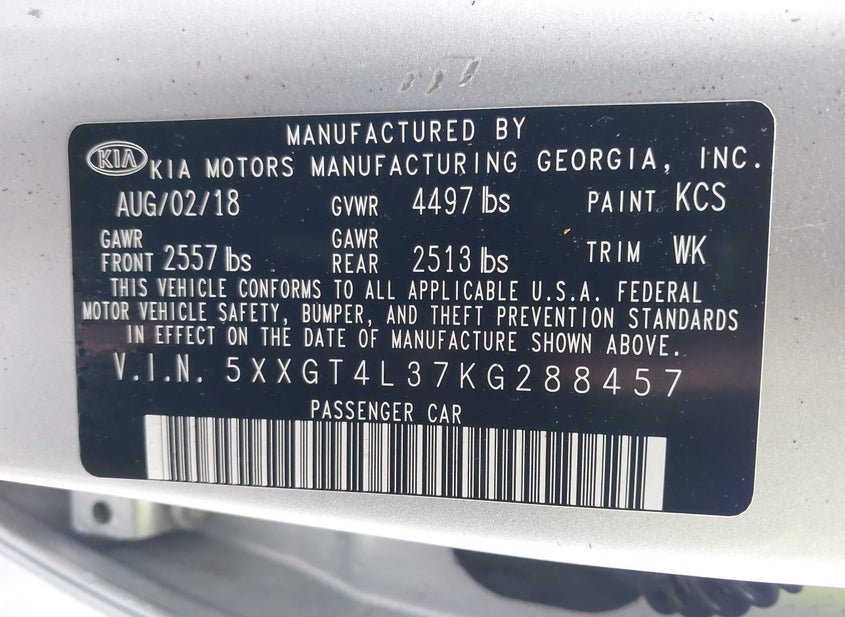 MANUFACTURED BY
KIA KIA MOTORS MANUFACTURING GEORGIA, INC.
AUG/02/18 GVWR 4497 lbs PAINT KCS
GAWR FRONT 2557 lbs GAWR REAR 2513 lbs TRIM WK
THIS VEHICLE CONFORMS TO ALL APPLICABLE U.S.A. FEDERAL
MOTOR VEHICLE SAFETY, BUMPER, AND THEFT PREVENTION STANDARDS
IN EFFECT ON THE DATE OF MANUFACTURE SHOWN ABOVE.
V.I.N. 5XXGT4L37KG288457
PASSENGER CAR